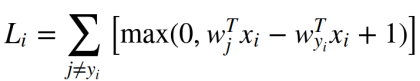 L_i = \sum_{j \neq y_i} \left[ \max(0, w_j^T x_i - w_{y_i}^T x_i + 1) \right]